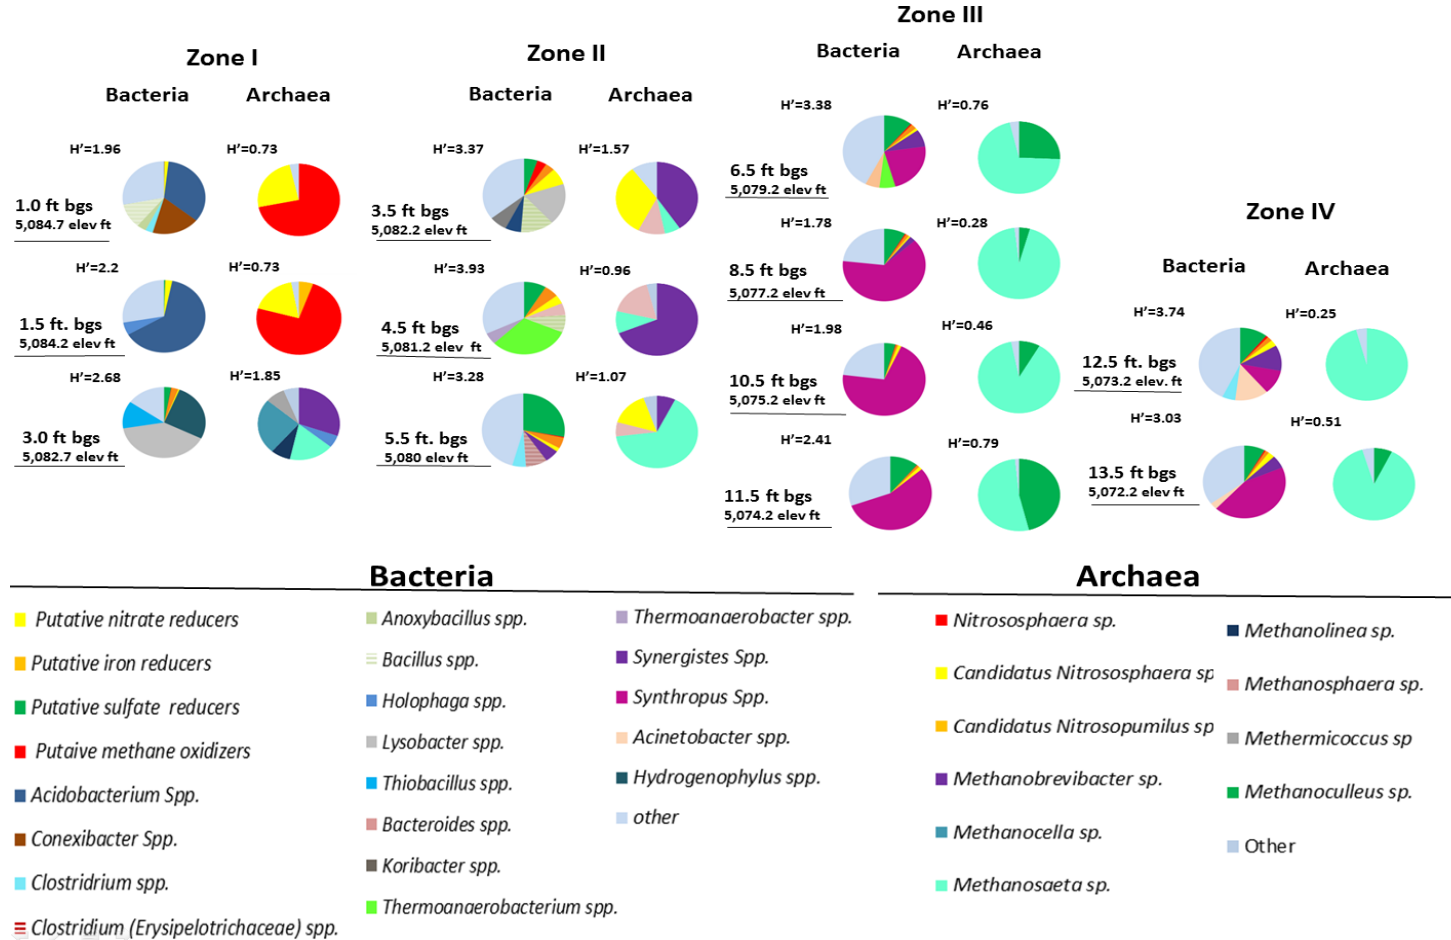 Zone I
Bacteria
Archaea
H'=1.96
H'=0.73
1.0 ft bgs
5,084.7 elev ft
H'=2.2
H'=0.73
1.5 ft. bgs
5,084.2 elev ft
H'=2.68
H'=1.85
3.0 ft bgs
5,082.7 elev ft
Zone II
Bacteria
Archaea
H'=3.37
H'=1.57
3.5 ft bgs
5,082.2 elev ft
H'=3.93
H'=0.96
4.5 ft bgs
5,081.2 elev ft
H'=3.28
H'=1.07
5.5 ft. bgs
5,080 elev ft
Zone III
Bacteria
Archaea
H'=3.38
H'=0.76
6.5 ft bgs
5,079.2 elev ft
H'=1.78
H'=0.28
8.5 ft bgs
5,077.2 elev ft
H'=1.98
H'=0.46
10.5 ft bgs
5,075.2 elev ft
H'=2.41
H'=0.79
11.5 ft bgs
5,074.2 elev ft
Zone IV
Bacteria
Archaea
H'=3.74
H'=0.25
12.5 ft. bgs
5,073.2 elev. ft
H'=3.03
H'=0.51
13.5 ft bgs
5,072.2 elev ft
Bacteria
Putative nitrate reducers
Putative iron reducers
Putative sulfate reducers
Putaive methane oxidizers
Acidobacterium Spp.
Conexibacter Spp.
Clostridrium spp.
Clostridium (Erysipelotrichaceae) spp.
Anoxybacillus spp.
Bacillus spp.
Holophaga spp.
Lysobacter spp.
Thiobacillus spp.
Bacteroides spp.
Koribacter spp.
Thermoanaerobacterium spp.
Thermoanaerobacter spp.
Synergistes Spp.
Synthropus Spp.
Acinetobacter spp.
Hydrogenophylus spp.
other
Archaea
Nitrososphaera sp.
Candidatus Nitrososphaera sp
Candidatus Nitrosopumilus sp
Methanobrevibacter sp.
Methanocella sp.
Methanosaeta sp.
Methanolinea sp.
Methanosphaera sp.
Methermicoccus sp
Methanoculleus sp.
Other